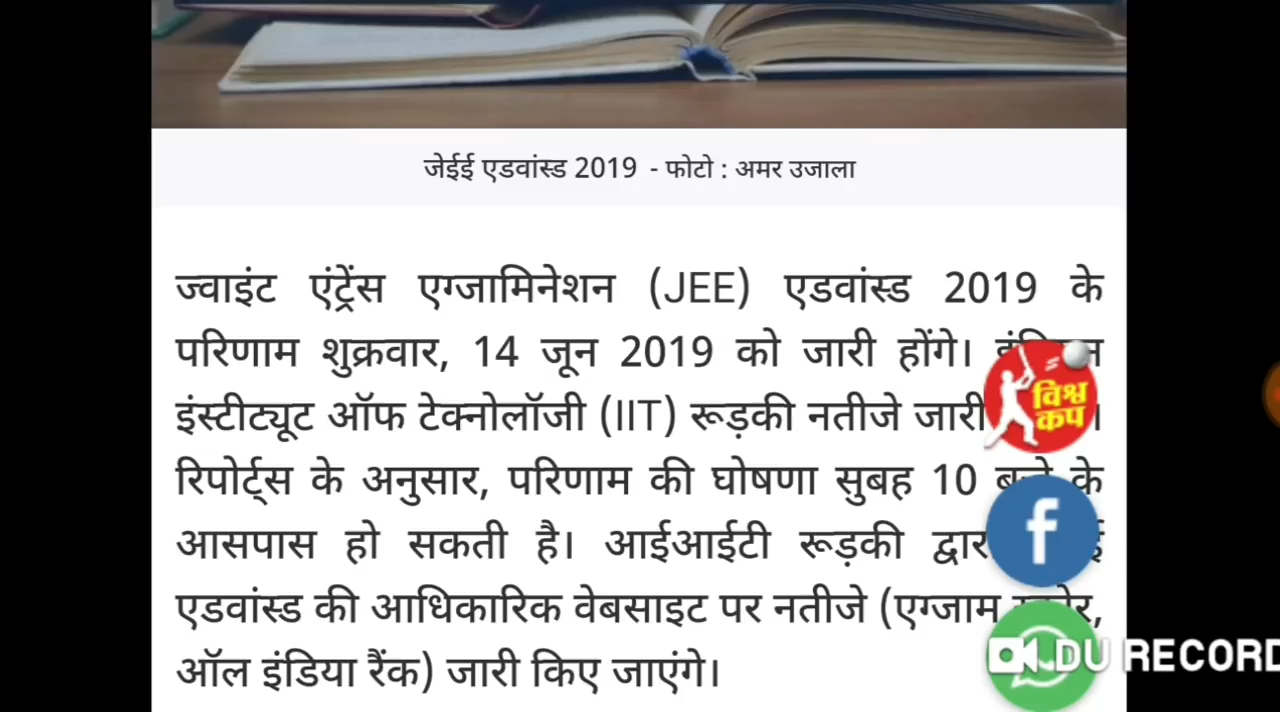 जेईई एडवांस्ड 2019 - फोटो : अमर उजाला
ज्वाइंट एंट्रेंस एग्जामिनेशन (JEE) एडवांस्ड 2019 के
परिणाम शुक्रवार, 14 जून 2019 को जारी होंगे।
इंस्टीट्यूट ऑफ टेक्नोलॉजी (IIT) रूड़की नतीजे जारी
विश्व
कप
रिपोर्ट्स के अनुसार, परिणाम की घोषणा सुबह 10 के
आसपास हो सकती है। आईआईटी रूड़की
एडवांस्ड की आधिकारिक वेबसाइट पर नतीजे (एग्जाम
ऑल इंडिया रैंक) जारी किए जाएंगे।
f
DU RECORD